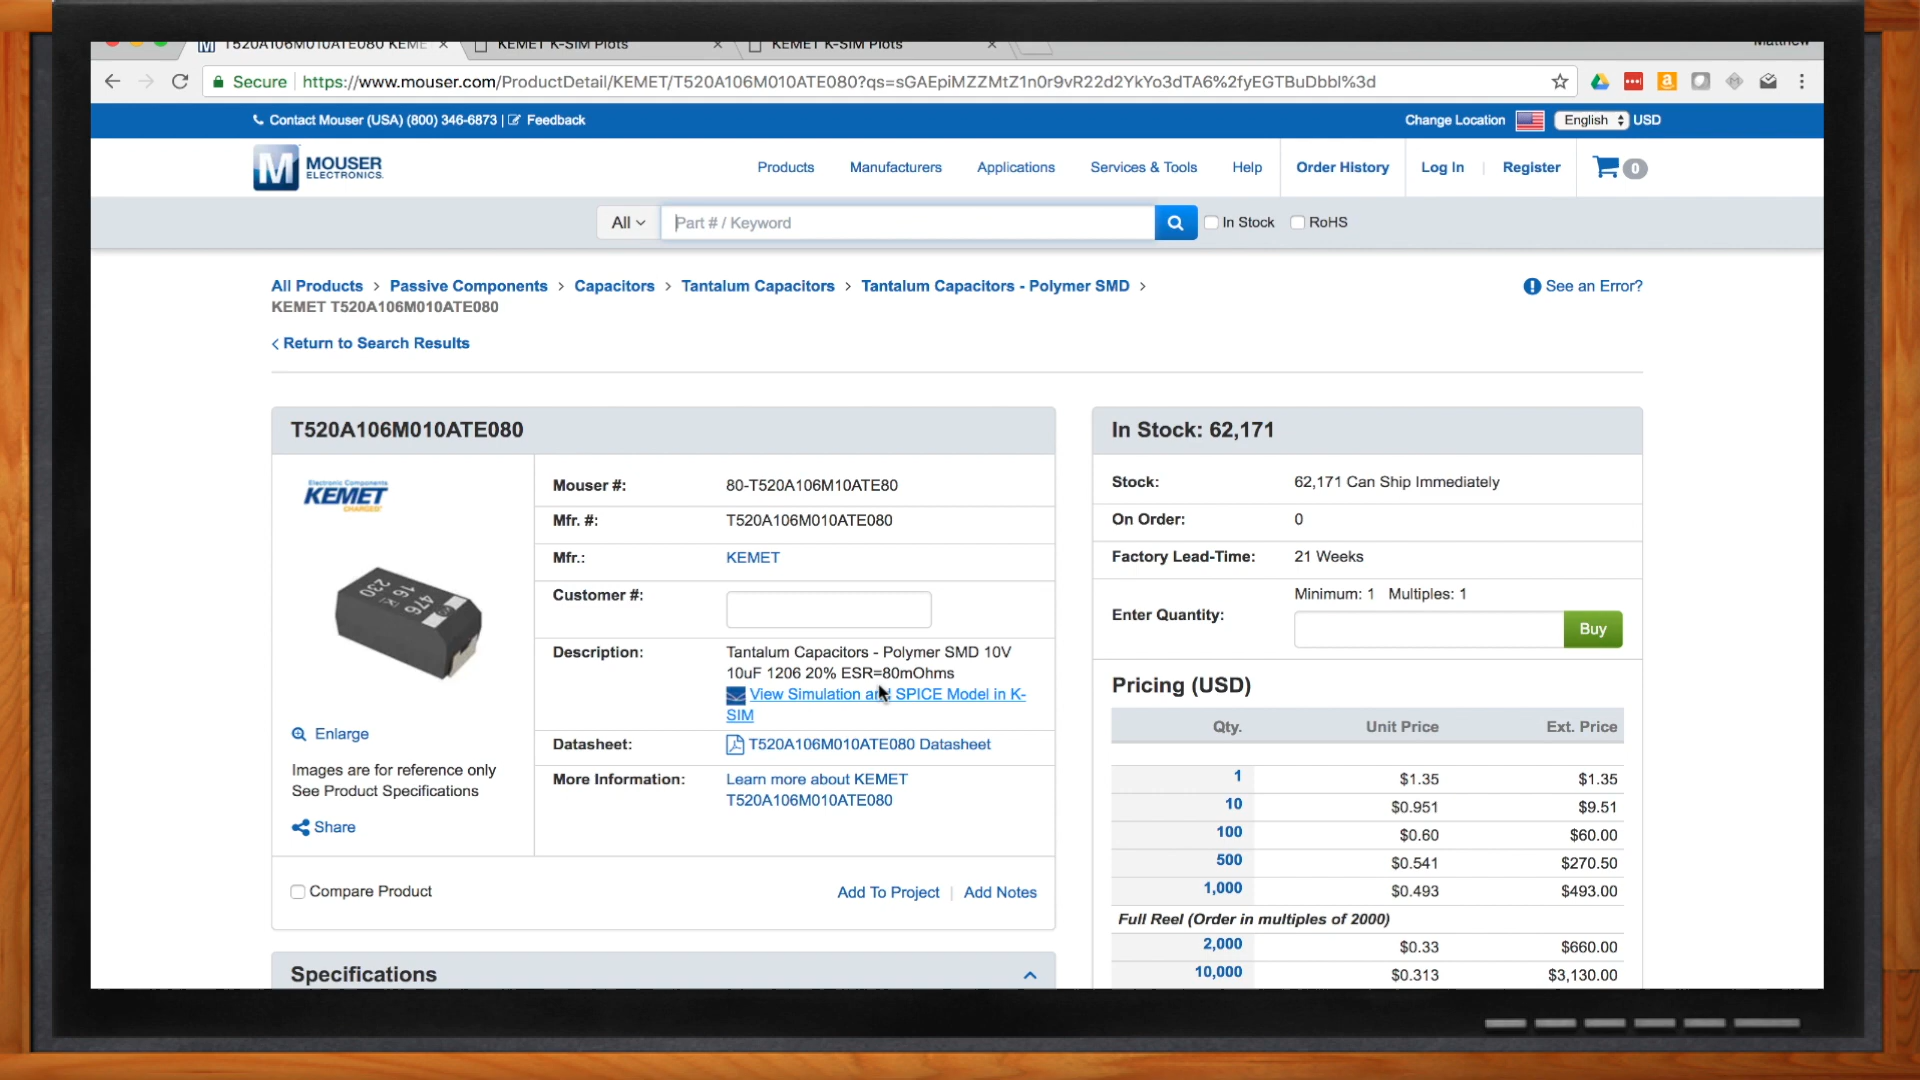 T520A106M010ATE080 KEME
KEMET K-SIM Plots
KEMET K-SIM Plots
Matthew
Secure
https://www.mouser.com/ProductDetail/KEMET/T520A106M010ATE080?qs=sGAEpiMZZMtZ1n0r9vR22d2YkYo3dTA6%2fyEGTBuDbbI%3d
Contact Mouser (USA) (800) 346-6873 | Feedback
Change Location English USD
M MOUSER
ELECTRONICS.
Products Manufacturers Applications Services & Tools Help Order History Log In | Register 0
All Part # / Keyword In Stock RoHS
All Products > Passive Components > Capacitors > Tantalum Capacitors > Tantalum Capacitors - Polymer SMD >
KEMET T520A106M010ATE080
See an Error?
< Return to Search Results
T520A106M010ATE080
Electronic Components
KEMET
CHARGED
476
16
230
Enlarge
Images are for reference only
See Product Specifications
Share
Mouser #: 80-T520A106M10ATE80
Mfr. #: T520A106M010ATE080
Mfr.: KEMET
Customer #:
Description: Tantalum Capacitors - Polymer SMD 10V
10uF 1206 20% ESR=80mOhms
View Simulation and SPICE Model in K-
SIM
Datasheet: T520A106M010ATE080 Datasheet
More Information: Learn more about KEMET
T520A106M010ATE080
Compare Product Add To Project | Add Notes
Specifications
In Stock: 62,171
Stock: 62,171 Can Ship Immediately
On Order: 0
Factory Lead-Time: 21 Weeks
Minimum: 1 Multiples: 1
Enter Quantity: Buy
Pricing (USD)
Qty. Unit Price Ext. Price
1 $1.35 $1.35
10 $0.951 $9.51
100 $0.60 $60.00
500 $0.541 $270.50
1,000 $0.493 $493.00
Full Reel (Order in multiples of 2000)
2,000 $0.33 $660.00
10,000 $0.313 $3,130.00